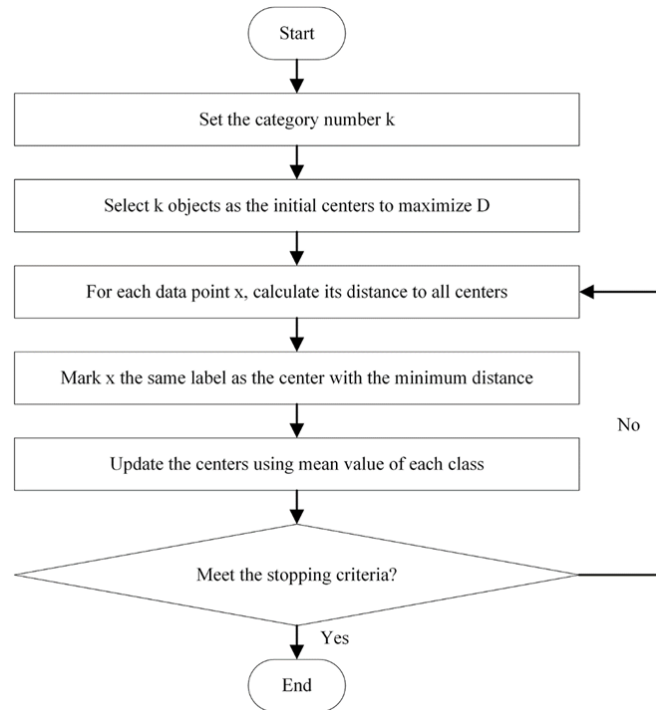 Start
Set the category number k
Select k objects as the initial centers to maximize D
For each data point x, calculate its distance to all centers
Mark x the same label as the center with the minimum distance
No
Update the centers using mean value of each class
Meet the stopping criteria?
Yes
End